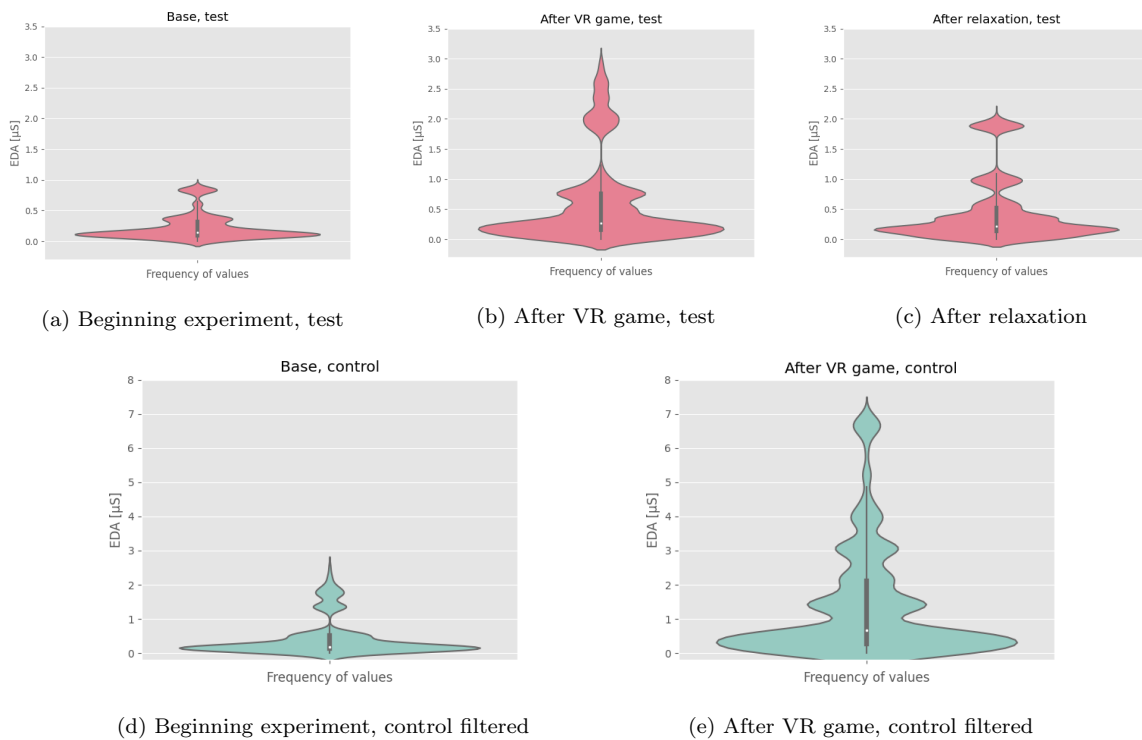 Base, test
3.5
3.0
2.5
2.0
1.5
1.0
0.5
0.0
EDA [µS]
Frequency of values
(a) Beginning experiment, test
After VR game, test
3.5
3.0
2.5
2.0
1.5
1.0
0.5
0.0
EDA [µS]
Frequency of values
(b) After VR game, test
After relaxation, test
3.5
3.0
2.5
2.0
1.5
1.0
0.5
0.0
EDA [µS]
Frequency of values
(c) After relaxation
Base, control
8
7
6
5
4
3
2
1
0
EDA [µS]
Frequency of values
(d) Beginning experiment, control filtered
After VR game, control
8
7
6
5
4
3
2
1
0
EDA [µS]
Frequency of values
(e) After VR game, control filtered